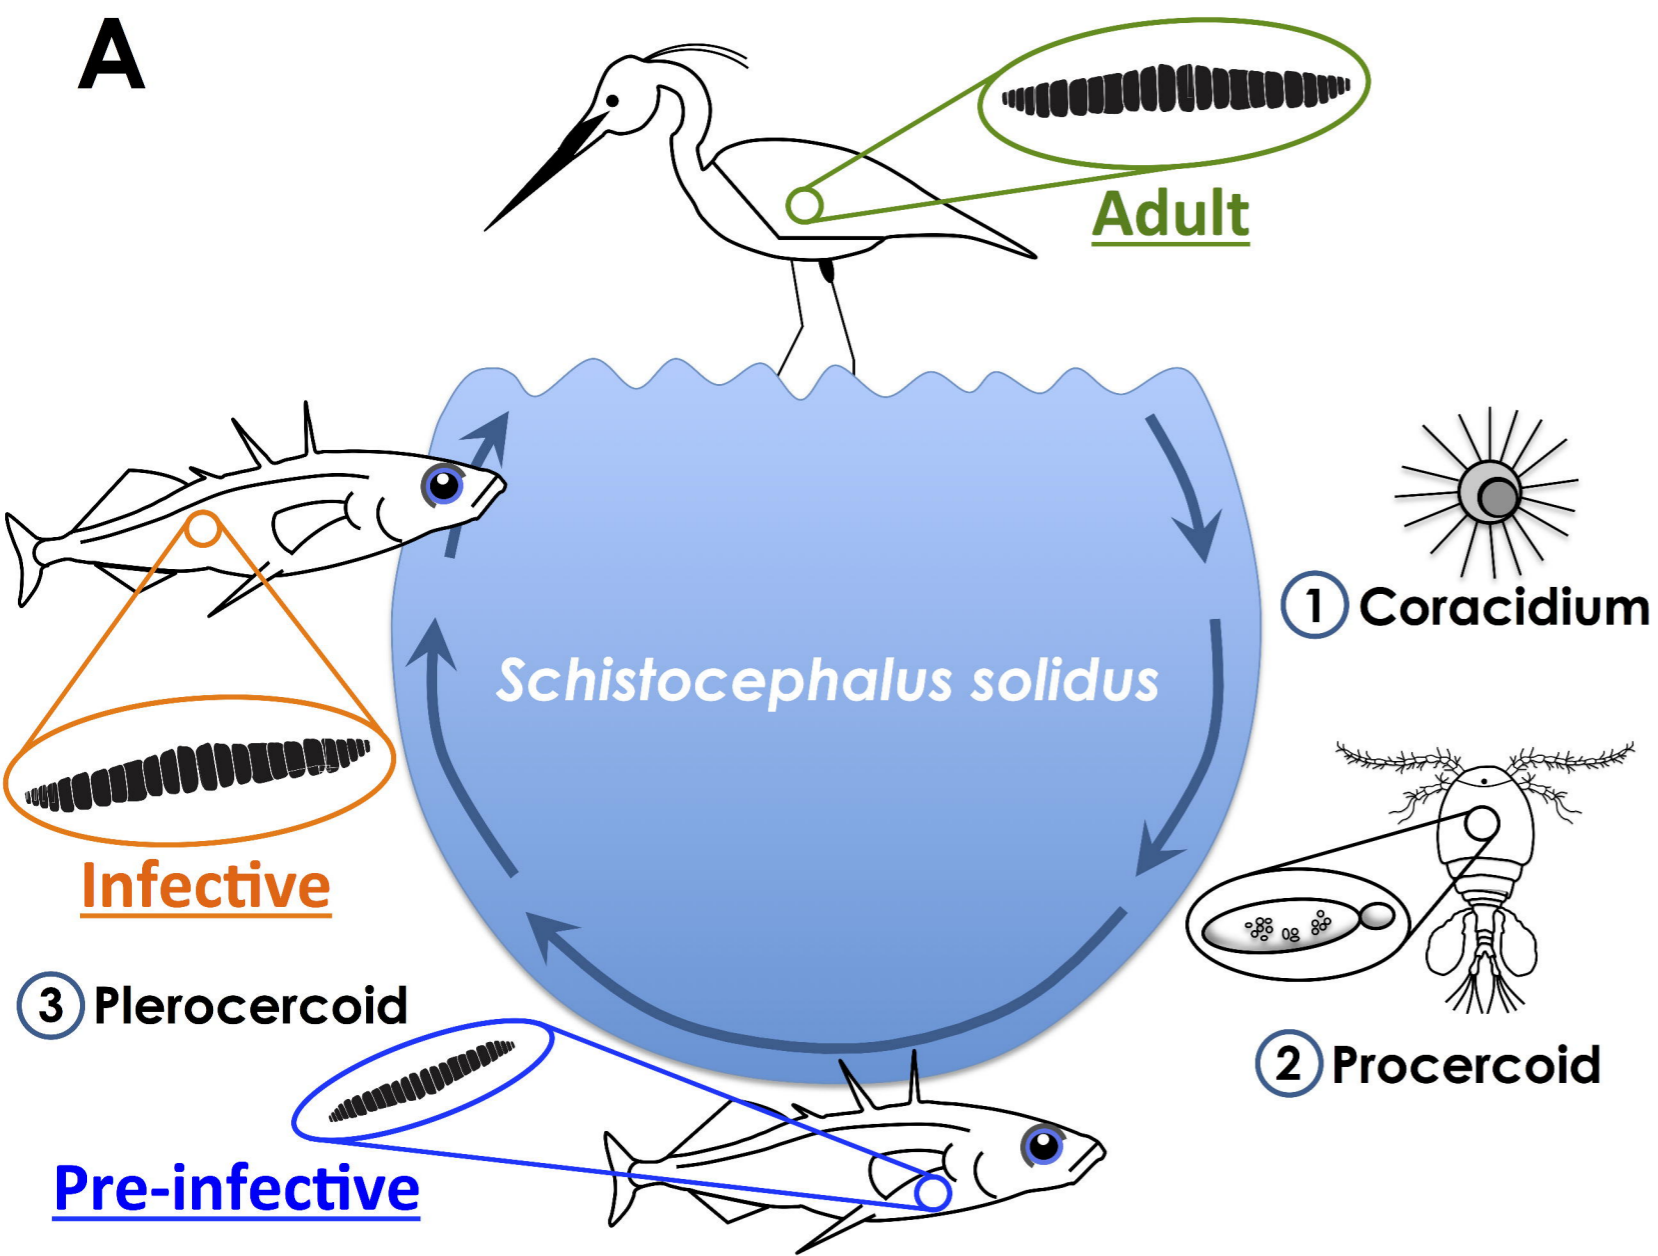 A
Adult
1 Coracidium
Schistocephalus solidus
Infective
2 Procercoid
3 Plerocercoid
Pre-infective